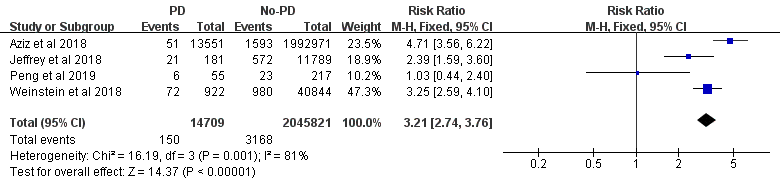 PD No-PD Risk Ratio Risk Ratio
Study or Subgroup Events Total Events Total Weight M-H, Fixed, 95% CI M-H, Fixed, 95% CI
Aziz et al 2018 51 13551 1593 1992971 23.5% 4.71 [3.56, 6.22]
Jeffrey et al 2018 21 181 572 11789 18.9% 2.39 [1.59, 3.60]
Peng et al 2019 6 55 23 217 10.2% 1.03 [0.44, 2.40]
Weinstein et al 2018 72 922 980 40844 47.3% 3.25 [2.59, 4.10]
Total (95% CI) 14709 2045821 100.0% 3.21 [2.74, 3.76]
Total events 150 3168
Heterogeneity: Chi² = 16.19, df = 3 (P = 0.001); I² = 81%
Test for overall effect: Z = 14.37 (P < 0.00001)
0.2 0.5 1 2 5